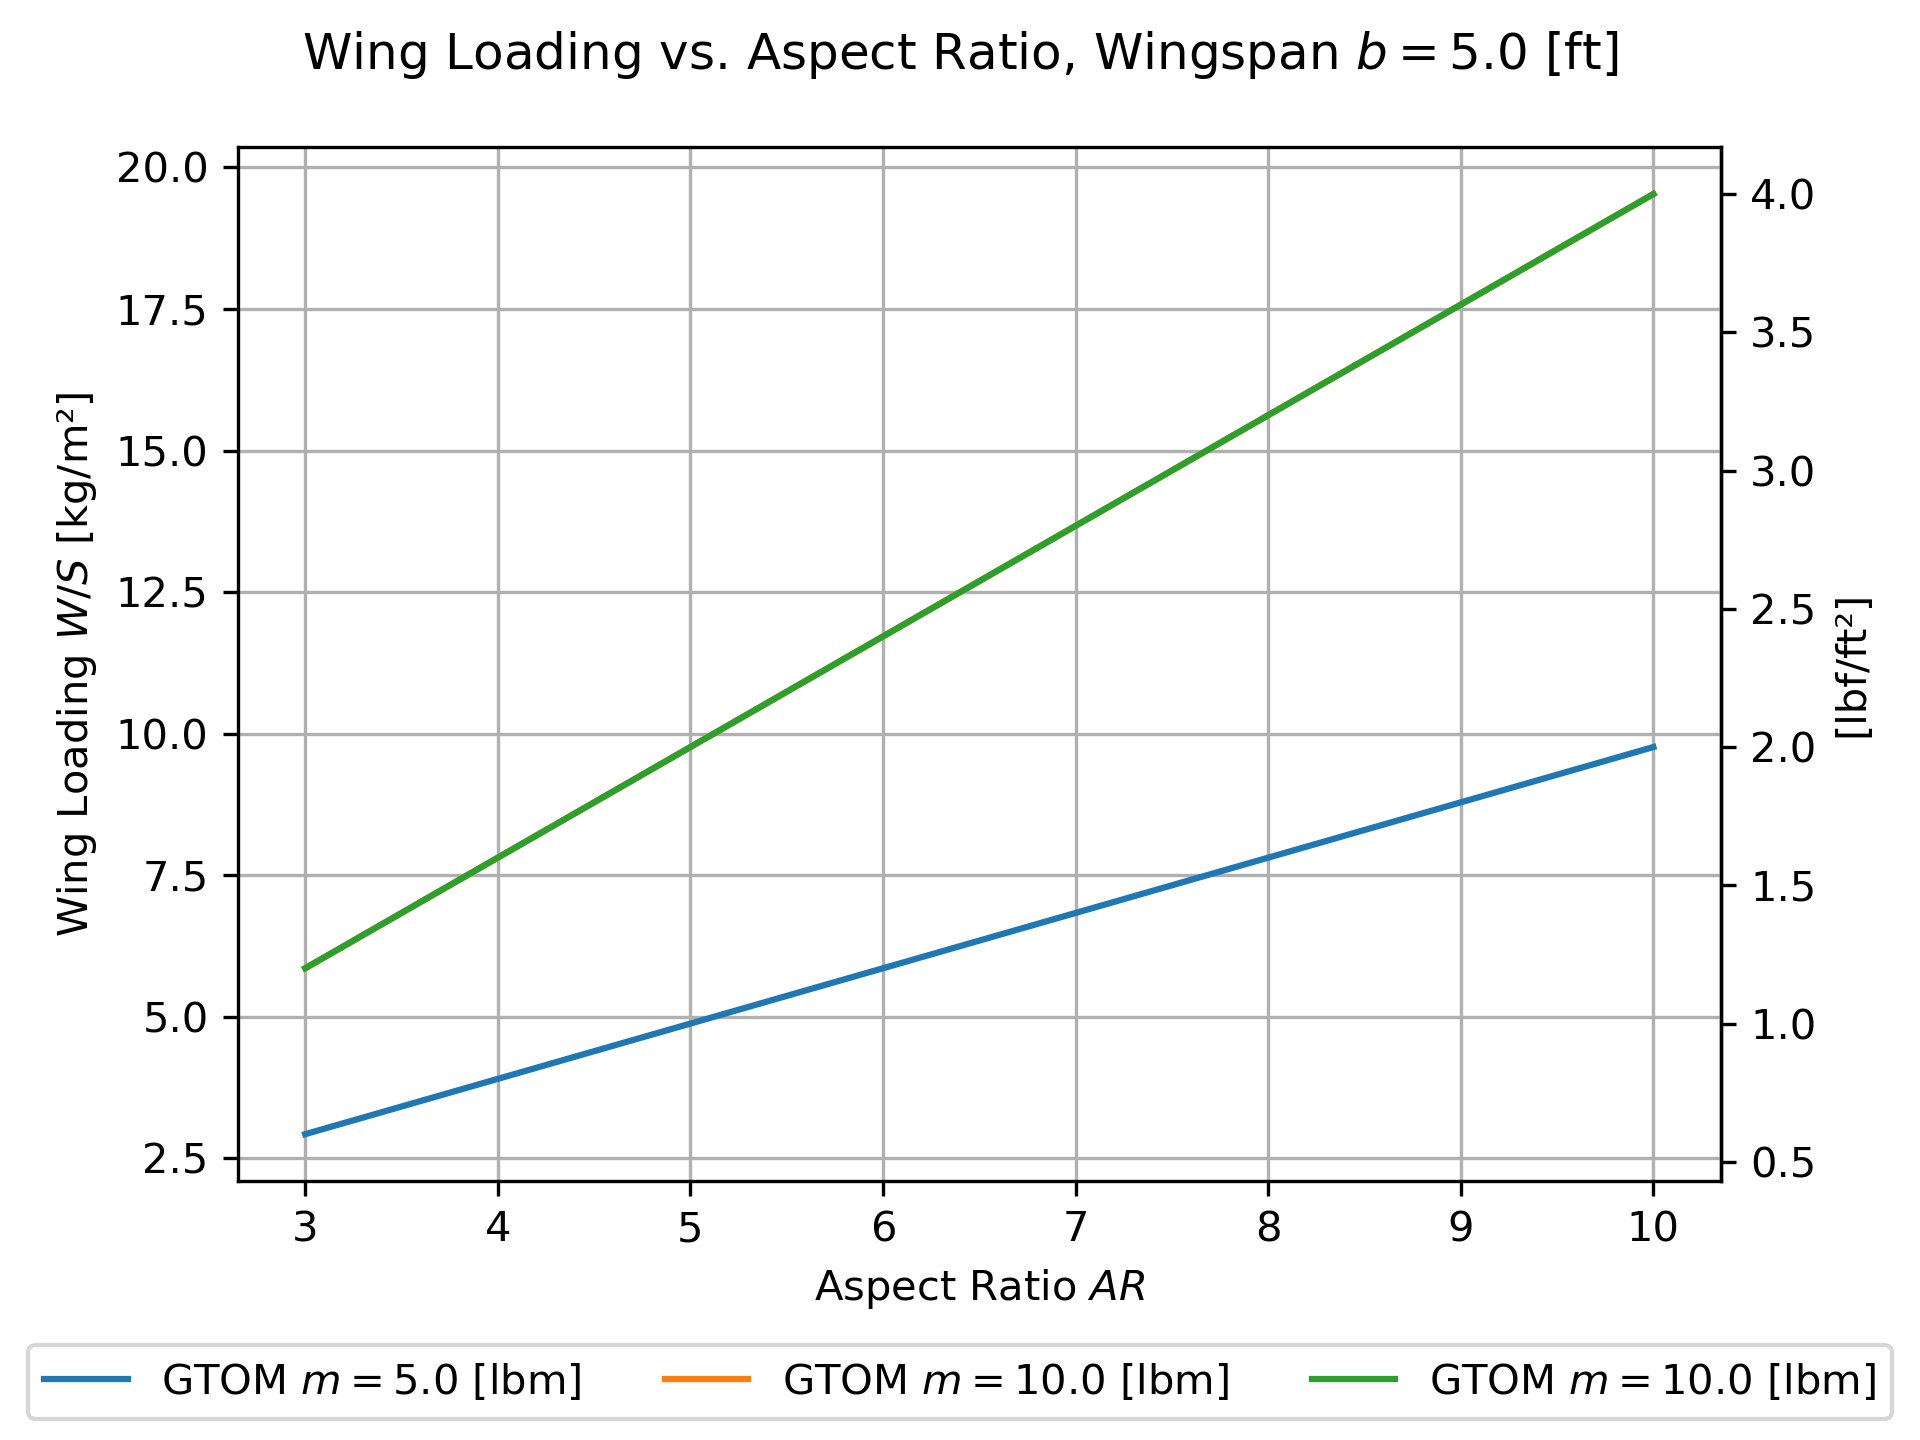 Wing Loading vs. Aspect Ratio, Wingspan b = 5.0 [ft]
Wing Loading W/S [kg/m²]
20.0
17.5
15.0
12.5
10.0
7.5
5.0
2.5
4.0
3.5
3.0
2.5
2.0
1.5
1.0
0.5
[lbf/ft²]
3 4 5 6 7 8 9 10
Aspect Ratio AR
GTOM m = 5.0 [lbm] GTOM m = 10.0 [lbm] GTOM m = 10.0 [lbm]